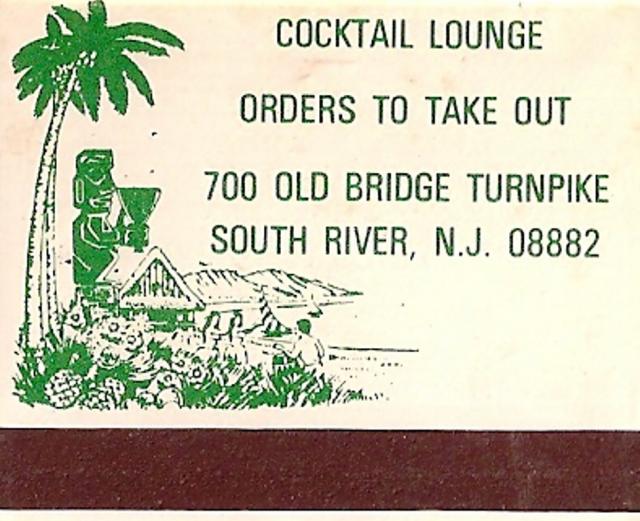 COCKTAIL LOUNGE
ORDERS TO TAKE OUT
700 OLD BRIDGE TURNPIKE
SOUTH RIVER, N.J. 08882